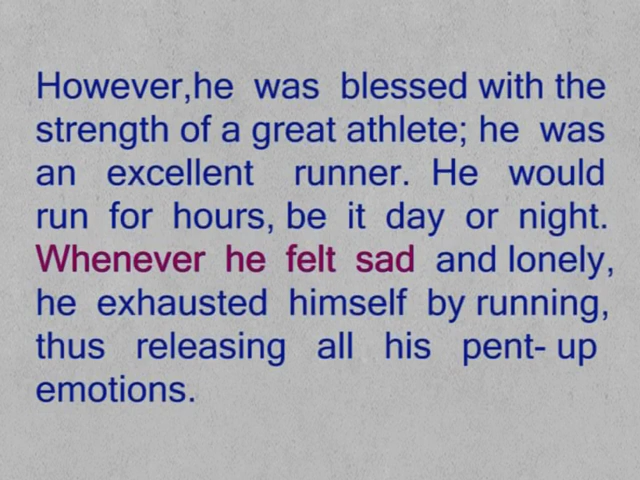 However,he was blessed with the
strength of a great athlete; he was
an excellent runner. He would
run for hours, be it day or night.
Whenever he felt sad and lonely,
he exhausted himself by running,
thus releasing all his pent- up
emotions.